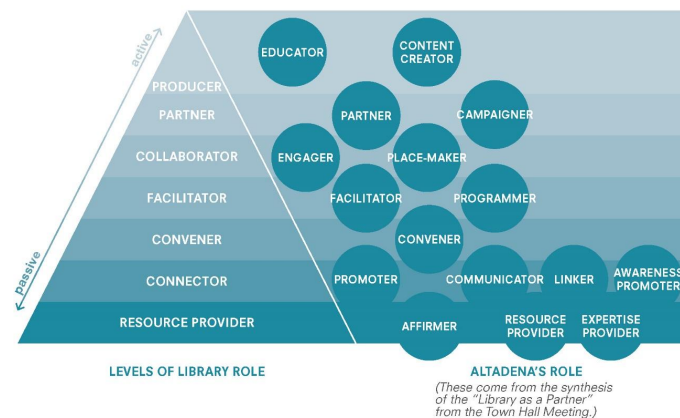 active
passive
PRODUCER
PARTNER
COLLABORATOR
FACILITATOR
CONVENER
CONNECTOR
RESOURCE PROVIDER
EDUCATOR
CONTENT
CREATOR
PARTNER
CAMPAIGNER
ENGAGER
PLACE-MAKER
FACILITATOR
PROGRAMMER
CONVENER
PROMOTER
COMMUNICATOR
LINKER
AWARENESS
PROMOTER
AFFIRMER
RESOURCE
PROVIDER
EXPERTISE
PROVIDER
LEVELS OF LIBRARY ROLE
ALTADENA'S ROLE
(These come from the synthesis
of the “Library as a Partner”
from the Town Hall Meeting.)